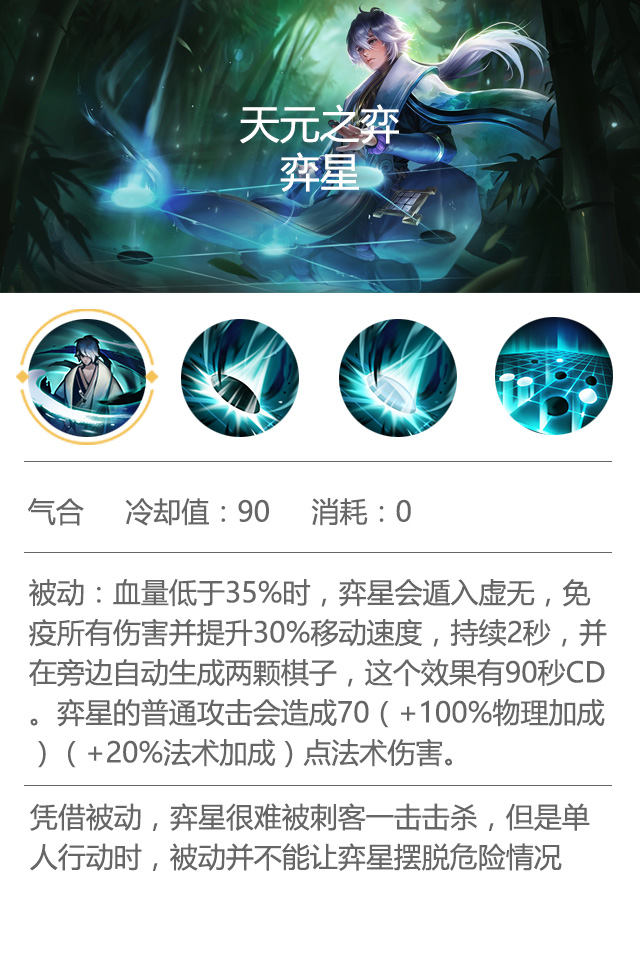 天元之弈
弈星
气合 冷却值：90 消耗：0
被动：血量低于35%时，弈星会遁入虚无，免
疫所有伤害并提升30%移动速度，持续2秒，并
在旁边自动生成两颗棋子，这个效果有90秒CD
。弈星的普通攻击会造成70（+100%物理加成
）（+20%法术加成）点法术伤害。
凭借被动，弈星很难被刺客一击击杀，但是单
人行动时，被动并不能让弈星摆脱危险情况